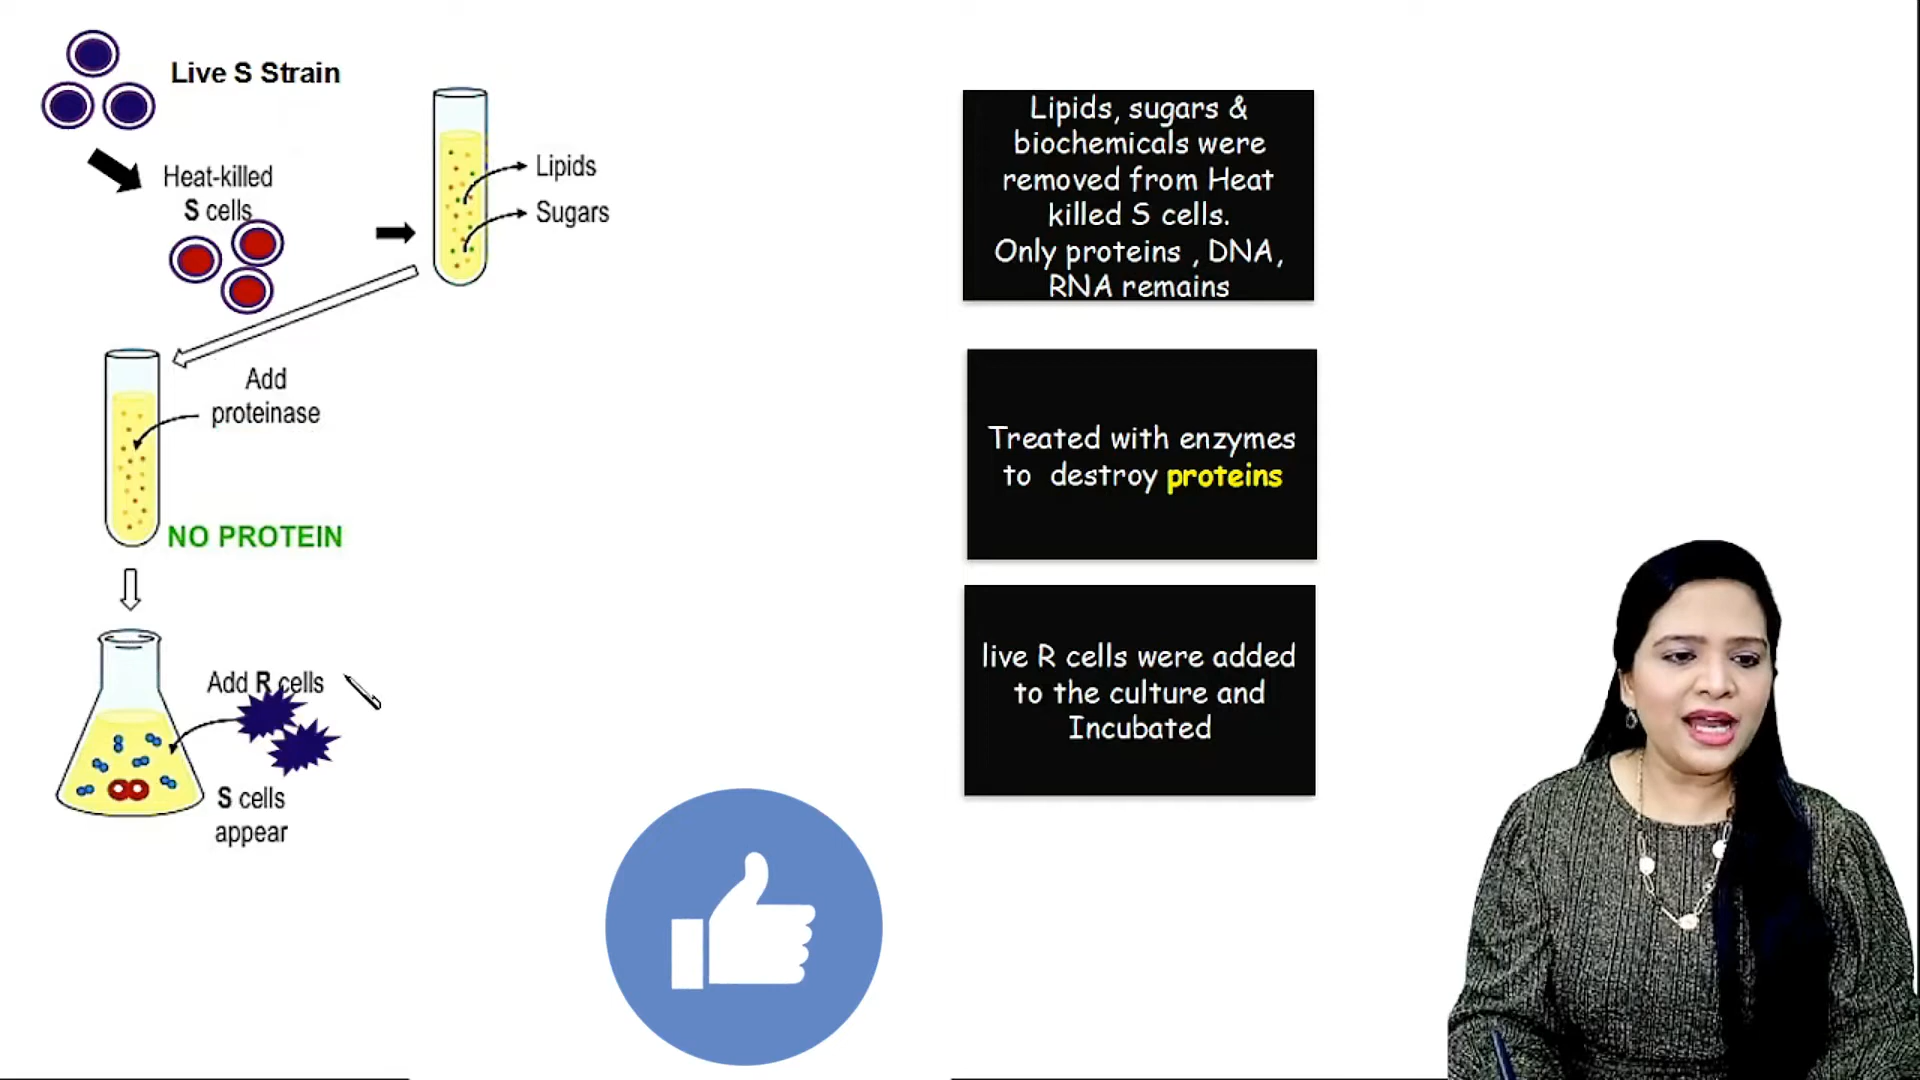 Live S Strain
Heat-killed
S cells
Lipids
Sugars
Add
proteinase
NO PROTEIN
Add R cells
S cells
appear
Lipids, sugars &
biochemicals were
removed from Heat
killed S cells.
Only proteins , DNA,
RNA remains
Treated with enzymes
to destroy proteins
live R cells were added
to the culture and
Incubated